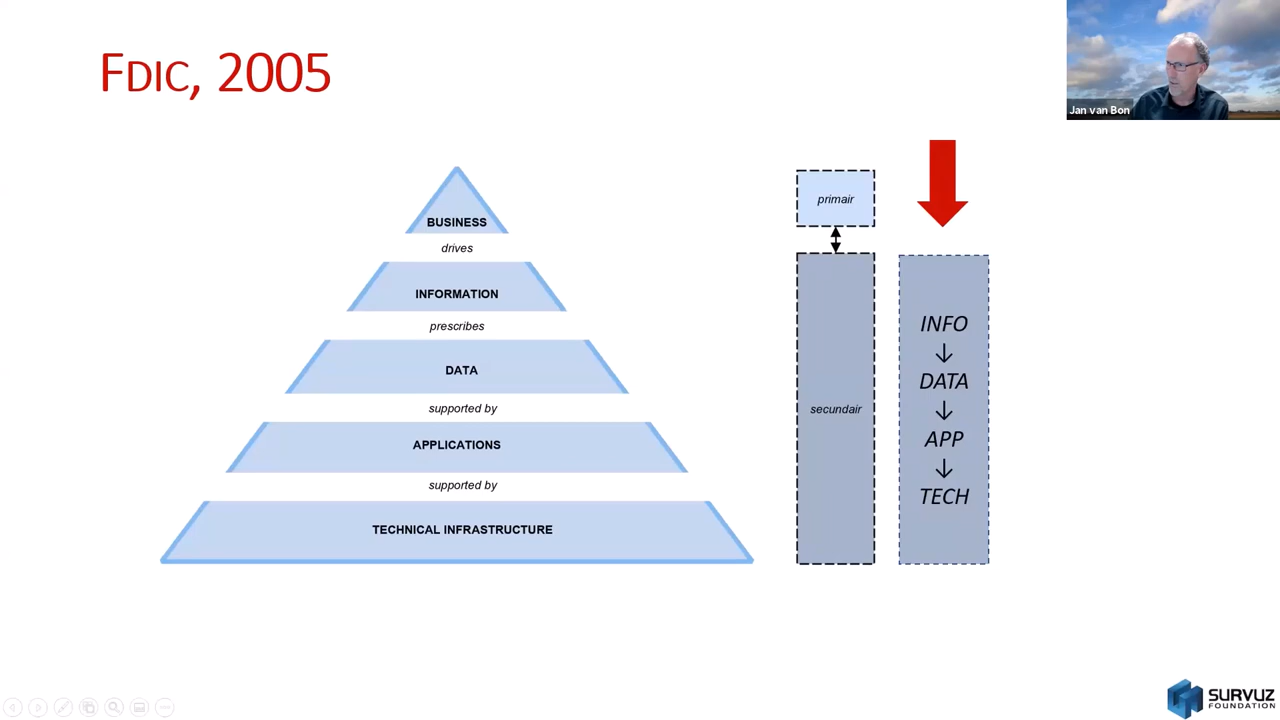 FDIC, 2005
Jan van Bon
BUSINESS
drives
INFORMATION
prescribes
DATA
supported by
APPLICATIONS
supported by
TECHNICAL INFRASTRUCTURE
primair
secundair
INFO
↓
DATA
↓
APP
↓
TECH
SURVUZ
FOUNDATION